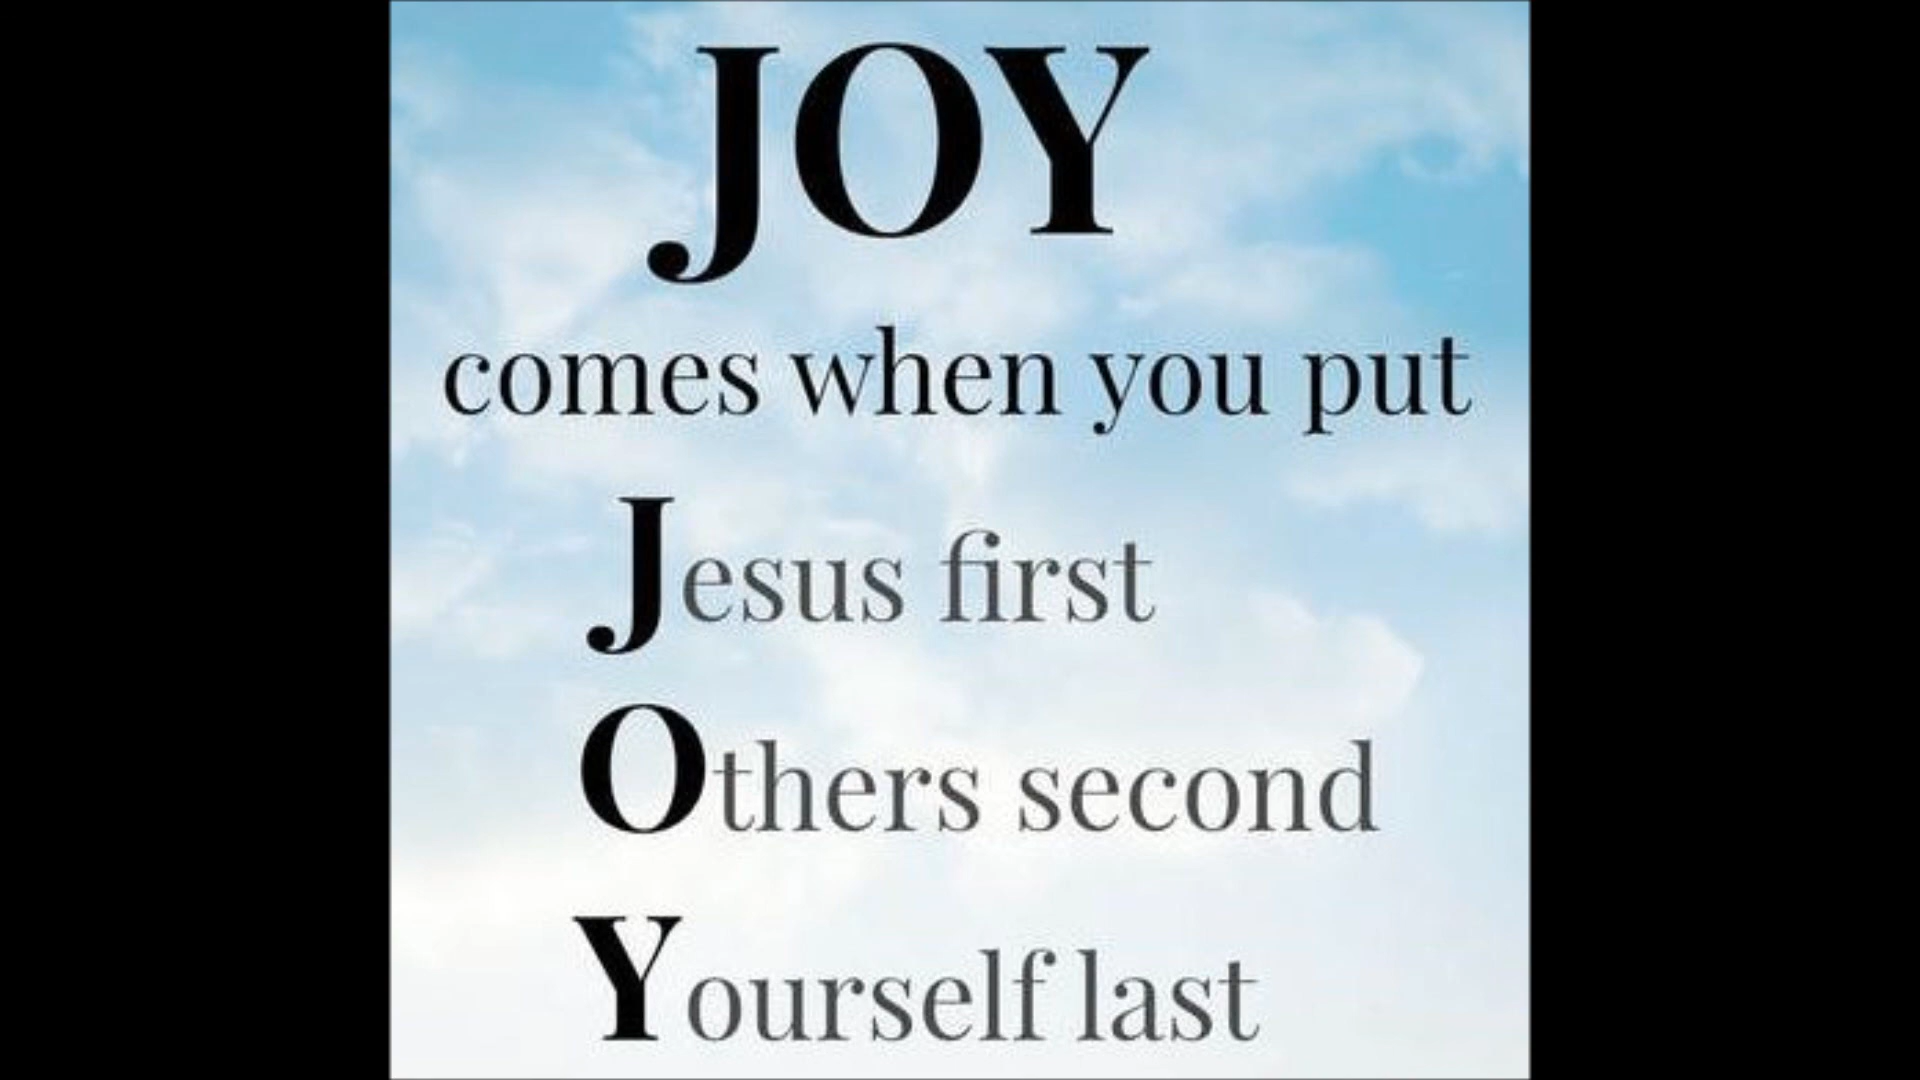 JOY
comes when you put
Jesus first
Others second
Yourself last